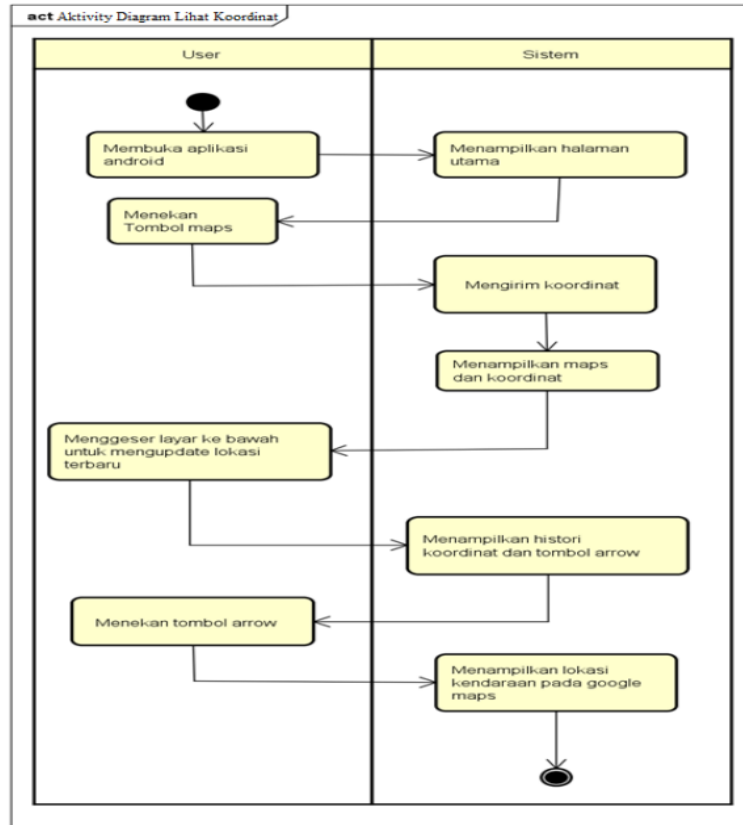 act Aktivity Diagram Lihat Koordinat
User
Sistem
Membuka aplikasi
android
Menampilkan halaman
utama
Menekan
Tombol maps
Mengirim koordinat
Menampilkan maps
dan koordinat
Menggeser layar ke bawah
untuk mengupdate lokasi
terbaru
Menampilkan histori
koordinat dan tombol arrow
Menekan tombol arrow
Menampilkan lokasi
kendaraan pada google
maps